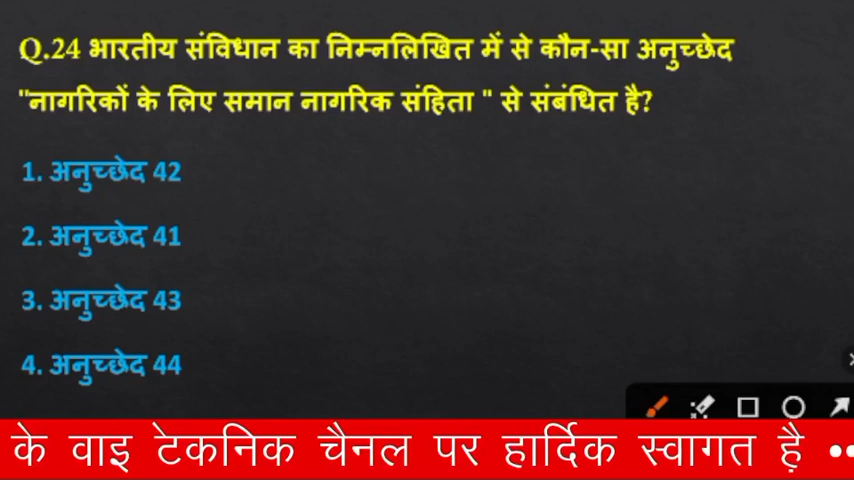 Q.24 भारतीय संविधान का निम्नलिखित में से कौन-सा अनुच्छेद
"नागरिकों के लिए समान नागरिक संहिता " से संबंधित है?
1. अनुच्छेद 42
2. अनुच्छेद 41
3. अनुच्छेद 43
4. अनुच्छेद 44
के वाइ टेकनिक चैनल पर हार्दिक स्वागत है ••